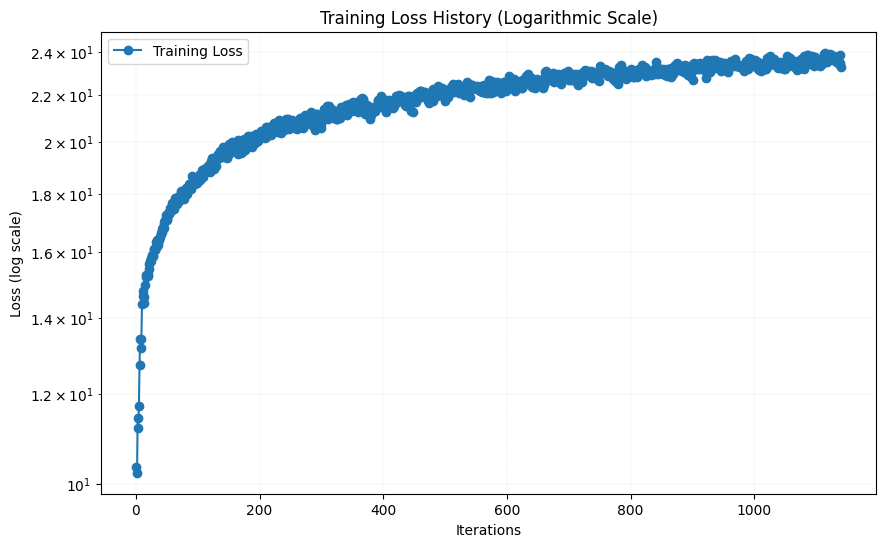 Training Loss History (Logarithmic Scale)
Training Loss
Loss (log scale)
2.4 × 10¹
2.2 × 10¹
2 × 10¹
1.8 × 10¹
1.6 × 10¹
1.4 × 10¹
1.2 × 10¹
10¹
0 200 400 600 800 1000
Iterations